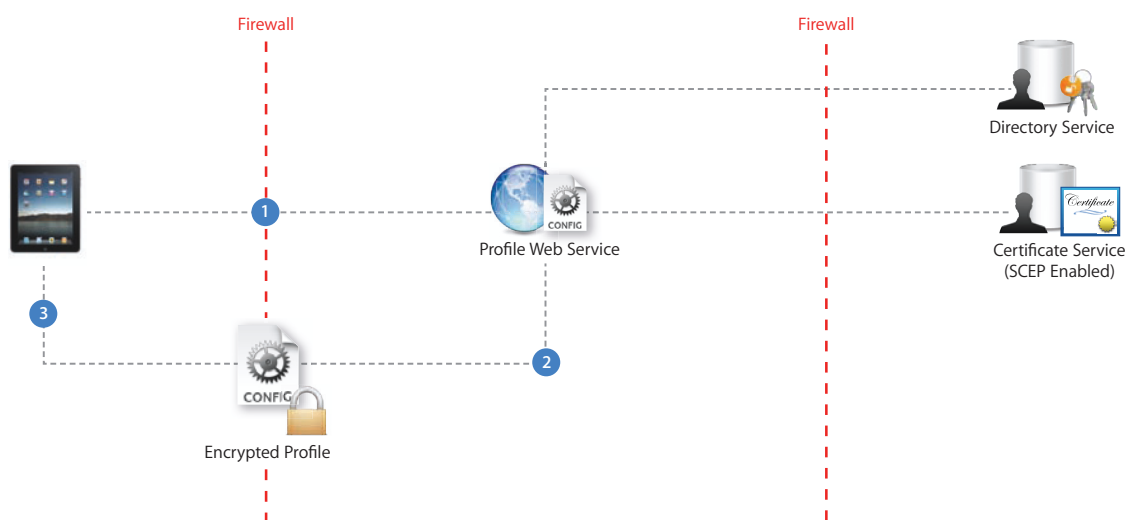 Firewall
Firewall
Directory Service
1
CONFIG
Profile Web Service
Certificate
Certificate Service
(SCEP Enabled)
3
2
CONFIG
Encrypted Profile